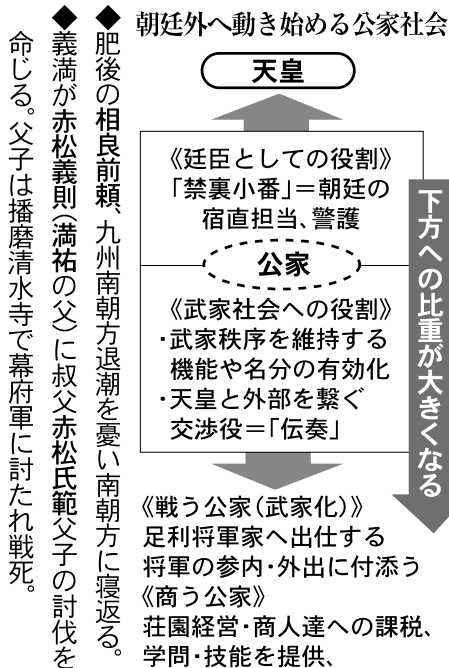 朝廷外へ動き始める公家社会
天皇
《廷臣としての役割》
「禁裏小番」＝朝廷の
宿直担当、警護
公家
《武家社会への役割》
・武家秩序を維持する
機能や名分の有効化
・天皇と外部を繋ぐ
交渉役＝「伝奏」
下方への比重が大きくなる
《戦う公家（武家化）》
足利将軍家へ出仕する
将軍の参内・外出に付添う
《商う公家》
荘園経営・商人達への課税、
学問・技能を提供、
◆肥後の相良前頼、九州南朝方退潮を憂い南朝方に寝返る。
◆義満が赤松義則（満祐の父）に叔父赤松氏範父子の討伐を
命じる。父子は播磨清水寺で幕府軍に討たれ戦死。